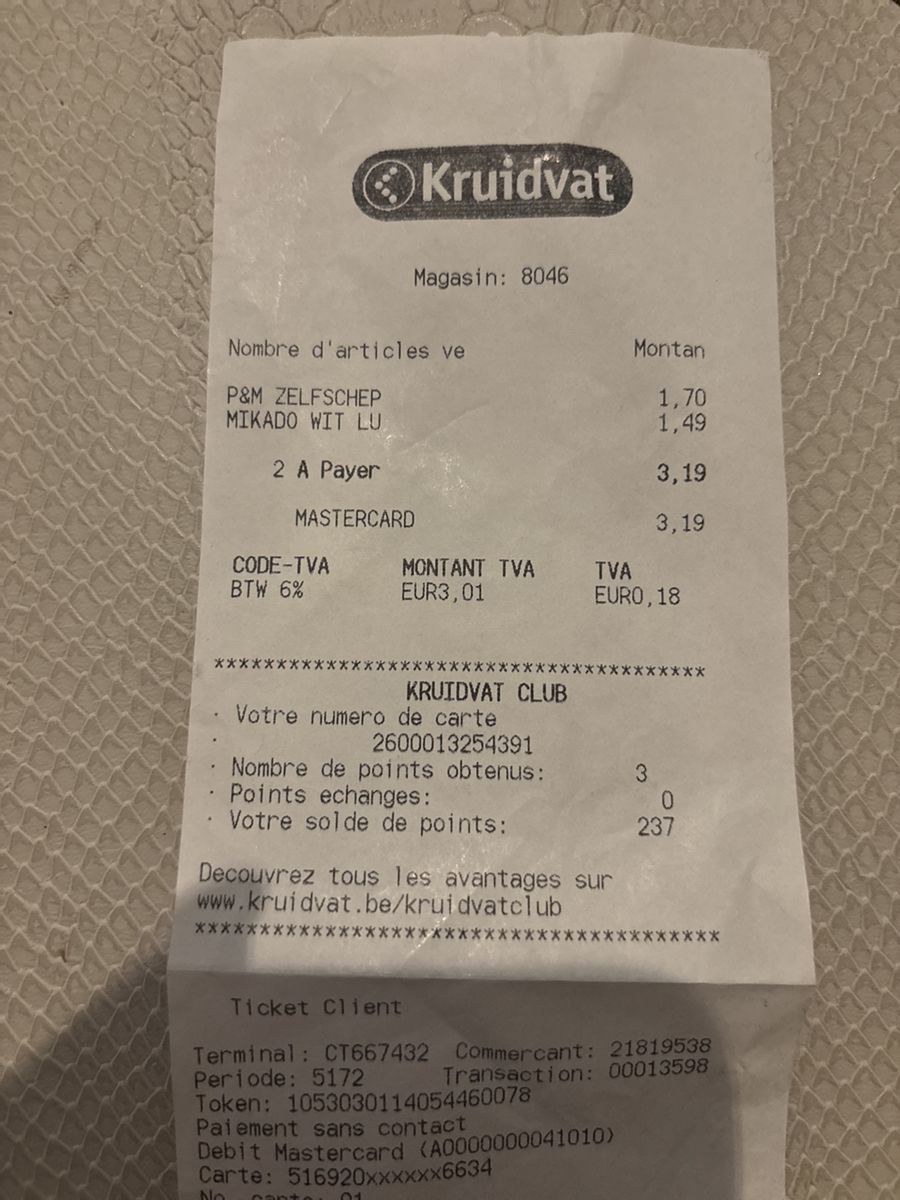 Kruidvat
Magasin: 8046
Nombre d'articles ve Montan
P&M ZELFSCHEP 1,70
MIKADO WIT LU 1,49
2 A Payer 3,19
MASTERCARD 3,19
CODE-TVA MONTANT TVA TVA
BTW 6% EUR3,01 EUR0,18
***************************************
KRUIDVAT CLUB
· Votre numero de carte
· 2600013254391
· Nombre de points obtenus: 3
· Points echanges: 0
· Votre solde de points: 237
Decouvrez tous les avantages sur
www.kruidvat.be/kruidvatclub
***************************************
Ticket Client
Terminal: CT667432 Commercant: 21819538
Periode: 5172 Transaction: 00013598
Token: 1053030114054460078
Paiement sans contact
Debit Mastercard (A0000000041010)
Carte: 516920xxxxxx6634
No. carte: 01